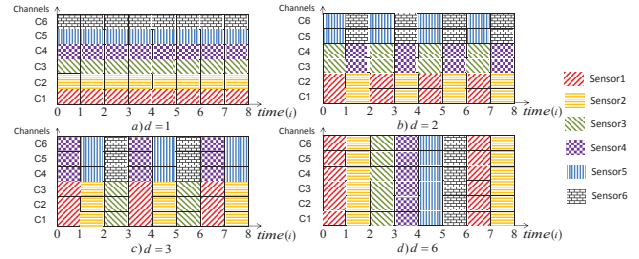 Channels
C6
C5
C4
C3
C2
C1
0 1 2 3 4 5 6 7 8 time(i)
a) d = 1
Channels
C6
C5
C4
C3
C2
C1
0 1 2 3 4 5 6 7 8 time(i)
b) d = 2
Channels
C6
C5
C4
C3
C2
C1
0 1 2 3 4 5 6 7 8 time(i)
c) d = 3
C6
C5
C4
C3
C2
C1
0 1 2 3 4 5 6 7 8 time(i)
d) d = 6
Sensor1
Sensor2
Sensor3
Sensor4
Sensor5
Sensor6